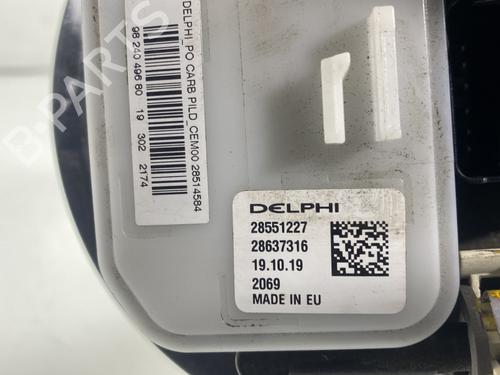 DELPHI_PO CARB PILD_CEM00 28514584
98 240 496 80 19 302 2174
B-PARTS
DELPHI
28551227
28637316
19.10.19
2069
MADE IN EU